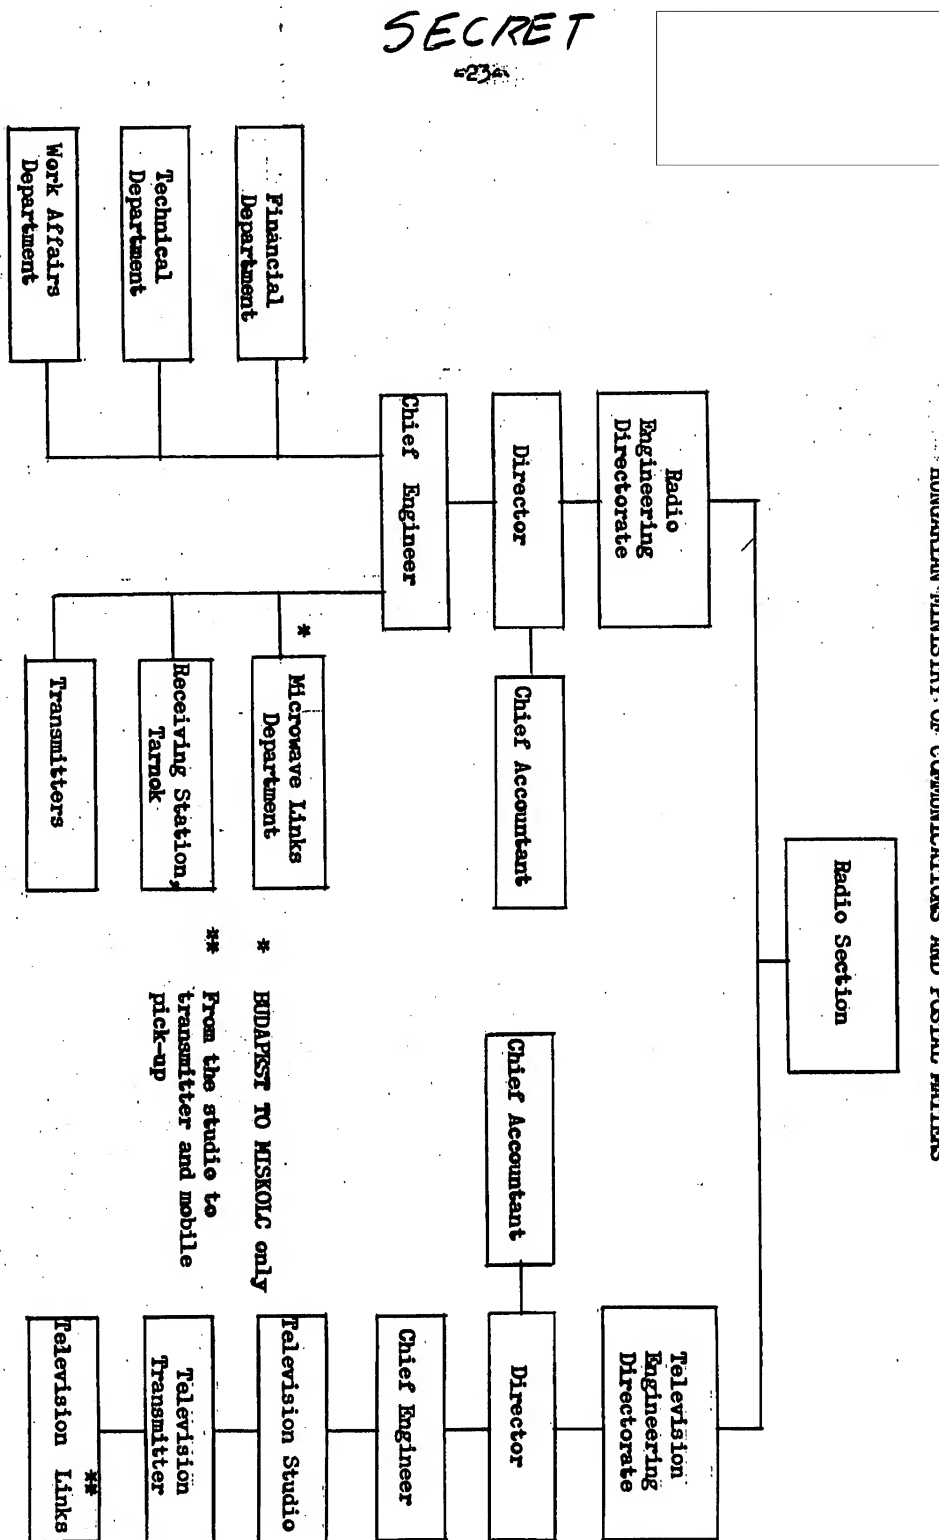 SECRET
-23-
HUNGARIAN MINISTRY OF COMMUNICATIONS AND POSTAL MATTERS
Radio Section
Radio
Engineering
Directorate
Television
Engineering
Directorate
Director
Chief Accountant
Chief Accountant
Director
Chief Engineer
Chief Engineer
Financial
Department
*
Microwave Links
Department
* BUDAPEST TO MISKOLC only
Television Studio
Technical
Department
Receiving Station,
Tarnok
** From the studio to
transmitter and mobile
pick-up
Television
Transmitter
Work Affairs
Department
Transmitters
**
Television Links